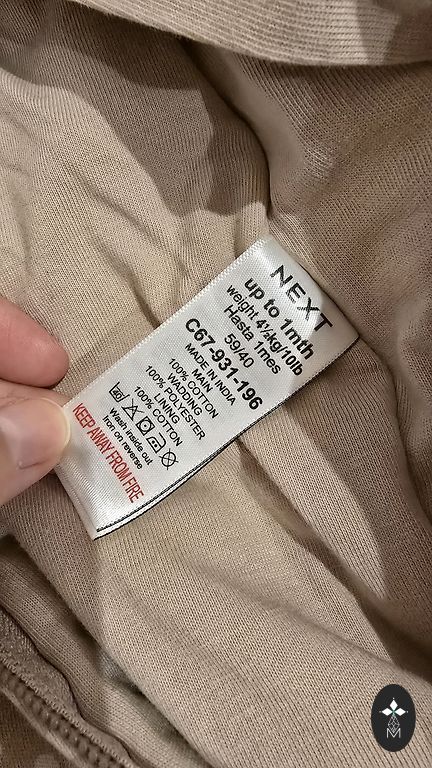 NEXT
up to 1mth
weight 4½kg/10lb
Hasta 1mes
59/40
C67-931-196
MADE IN INDIA
MAIN
100% COTTON
WADDING
100% POLYESTER
LINING
100% COTTON
Wash inside out
Iron on reverse
KEEP AWAY FROM FIRE